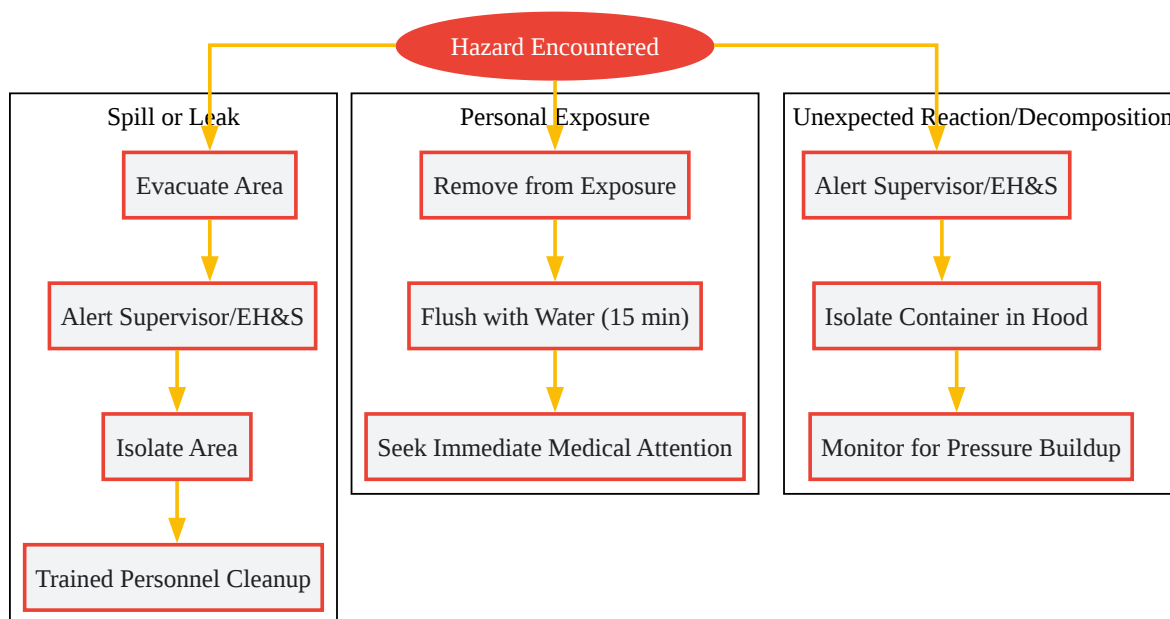 Hazard Encountered
Spill or Leak
Evacuate Area
Alert Supervisor/EH&S
Isolate Area
Trained Personnel Cleanup
Personal Exposure
Remove from Exposure
Flush with Water (15 min)
Seek Immediate Medical Attention
Unexpected Reaction/Decomposition
Alert Supervisor/EH&S
Isolate Container in Hood
Monitor for Pressure Buildup